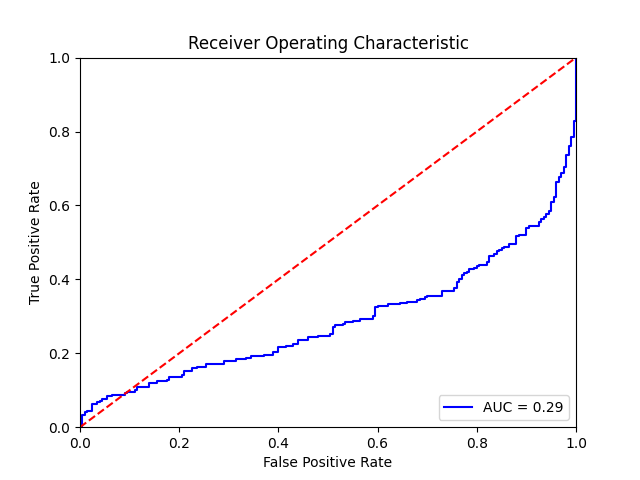 Receiver Operating Characteristic
True Positive Rate
1.0
0.8
0.6
0.4
0.2
0.0
AUC = 0.29
0.0 0.2 0.4 0.6 0.8 1.0
False Positive Rate